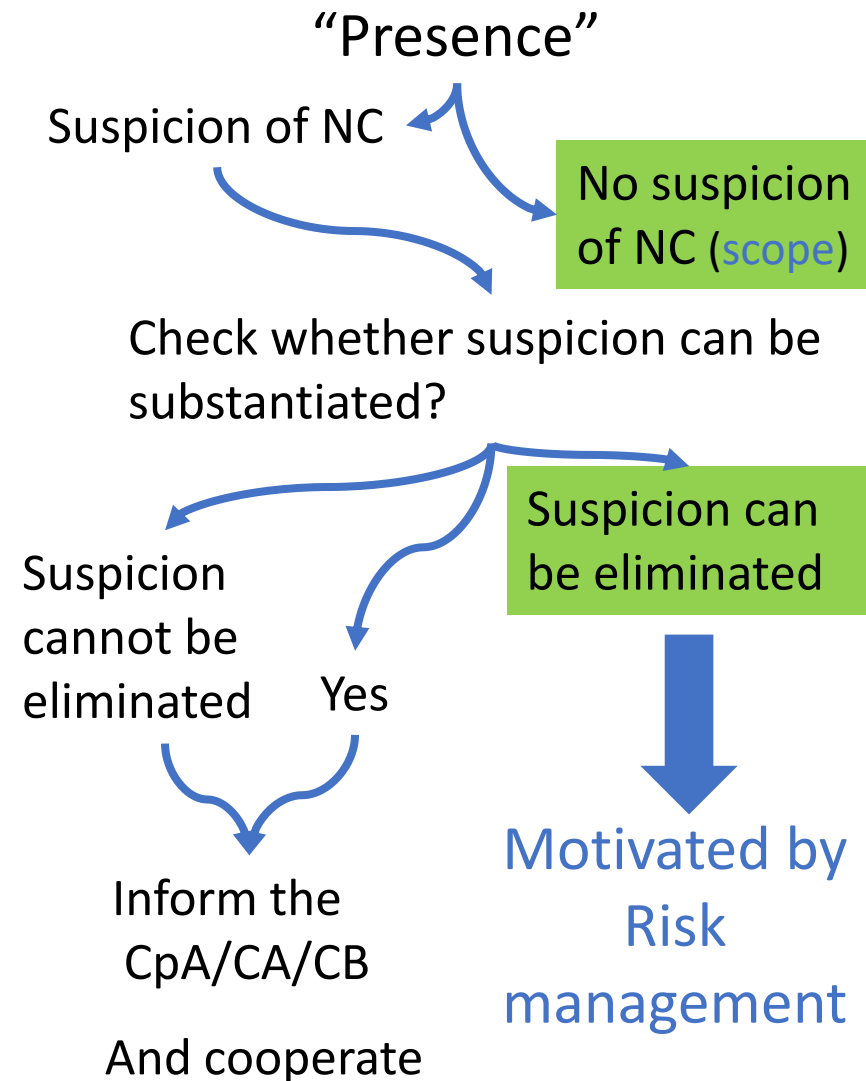 “Presence”
Suspicion of NC
No suspicion
of NC (scope)
Check whether suspicion can be
substantiated?
Suspicion
cannot be
eliminated
Yes
Suspicion can
be eliminated
Inform the
CpA/CA/CB
And cooperate
Motivated by
Risk
management